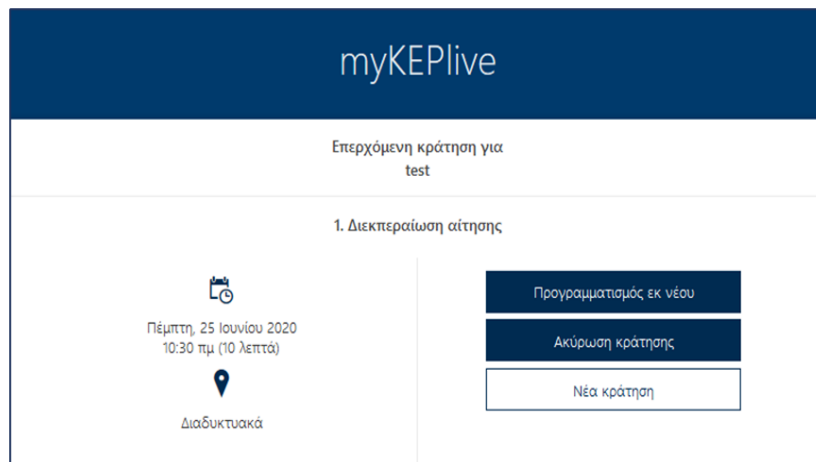 myKEPlive
Επερχόμενη κράτηση για
test
1. Διεκπεραίωση αίτησης
Πέμπτη, 25 Ιουνίου 2020
10:30 πμ (10 λεπτά)
Διαδυκτυακά
Προγραμματισμός εκ νέου
Ακύρωση κράτησης
Νέα κράτηση